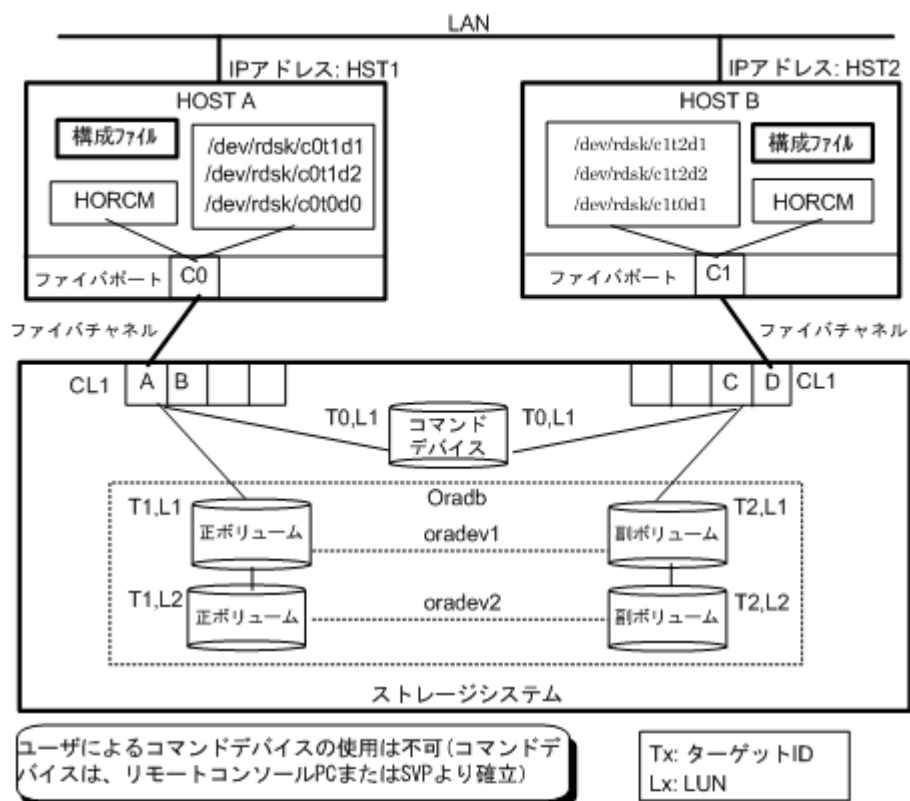 LAN
IPアドレス: HST1
IPアドレス: HST2
HOST A
構成ファイル
/dev/rdsk/c0t1d1
/dev/rdsk/c0t1d2
/dev/rdsk/c0t0d0
HORCM
ファイバポート
C0
HOST B
/dev/rdsk/c1t2d1
/dev/rdsk/c1t2d2
/dev/rdsk/c1t0d1
構成ファイル
HORCM
ファイバポート
C1
ファイバチャネル
ファイバチャネル
CL1
A
B
C
D
CL1
T0,L1
コマンド
デバイス
T0,L1
Oradb
T1,L1
正ボリューム
oradev1
副ボリューム
T2,L1
T1,L2
正ボリューム
oradev2
副ボリューム
T2,L2
ストレージシステム
ユーザによるコマンドデバイスの使用は不可(コマンドデ
バイスは、リモートコンソールPCまたはSVPより確立)
Tx: ターゲットID
Lx: LUN